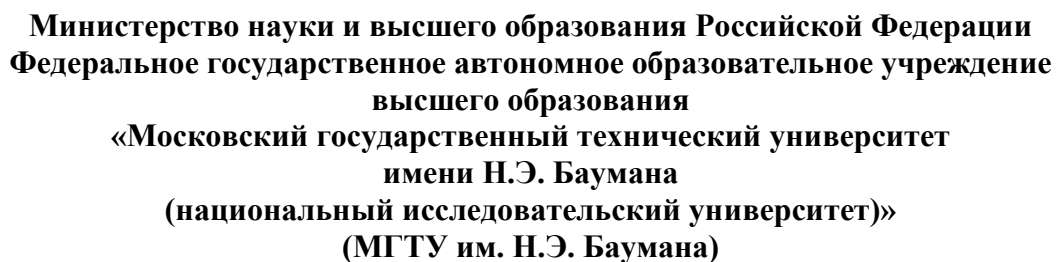 Министерство науки и высшего образования Российской Федерации
Федеральное государственное автономное образовательное учреждение
высшего образования
«Московский государственный технический университет
имени Н.Э. Баумана
(национальный исследовательский университет)»
(МГТУ им. Н.Э. Баумана)